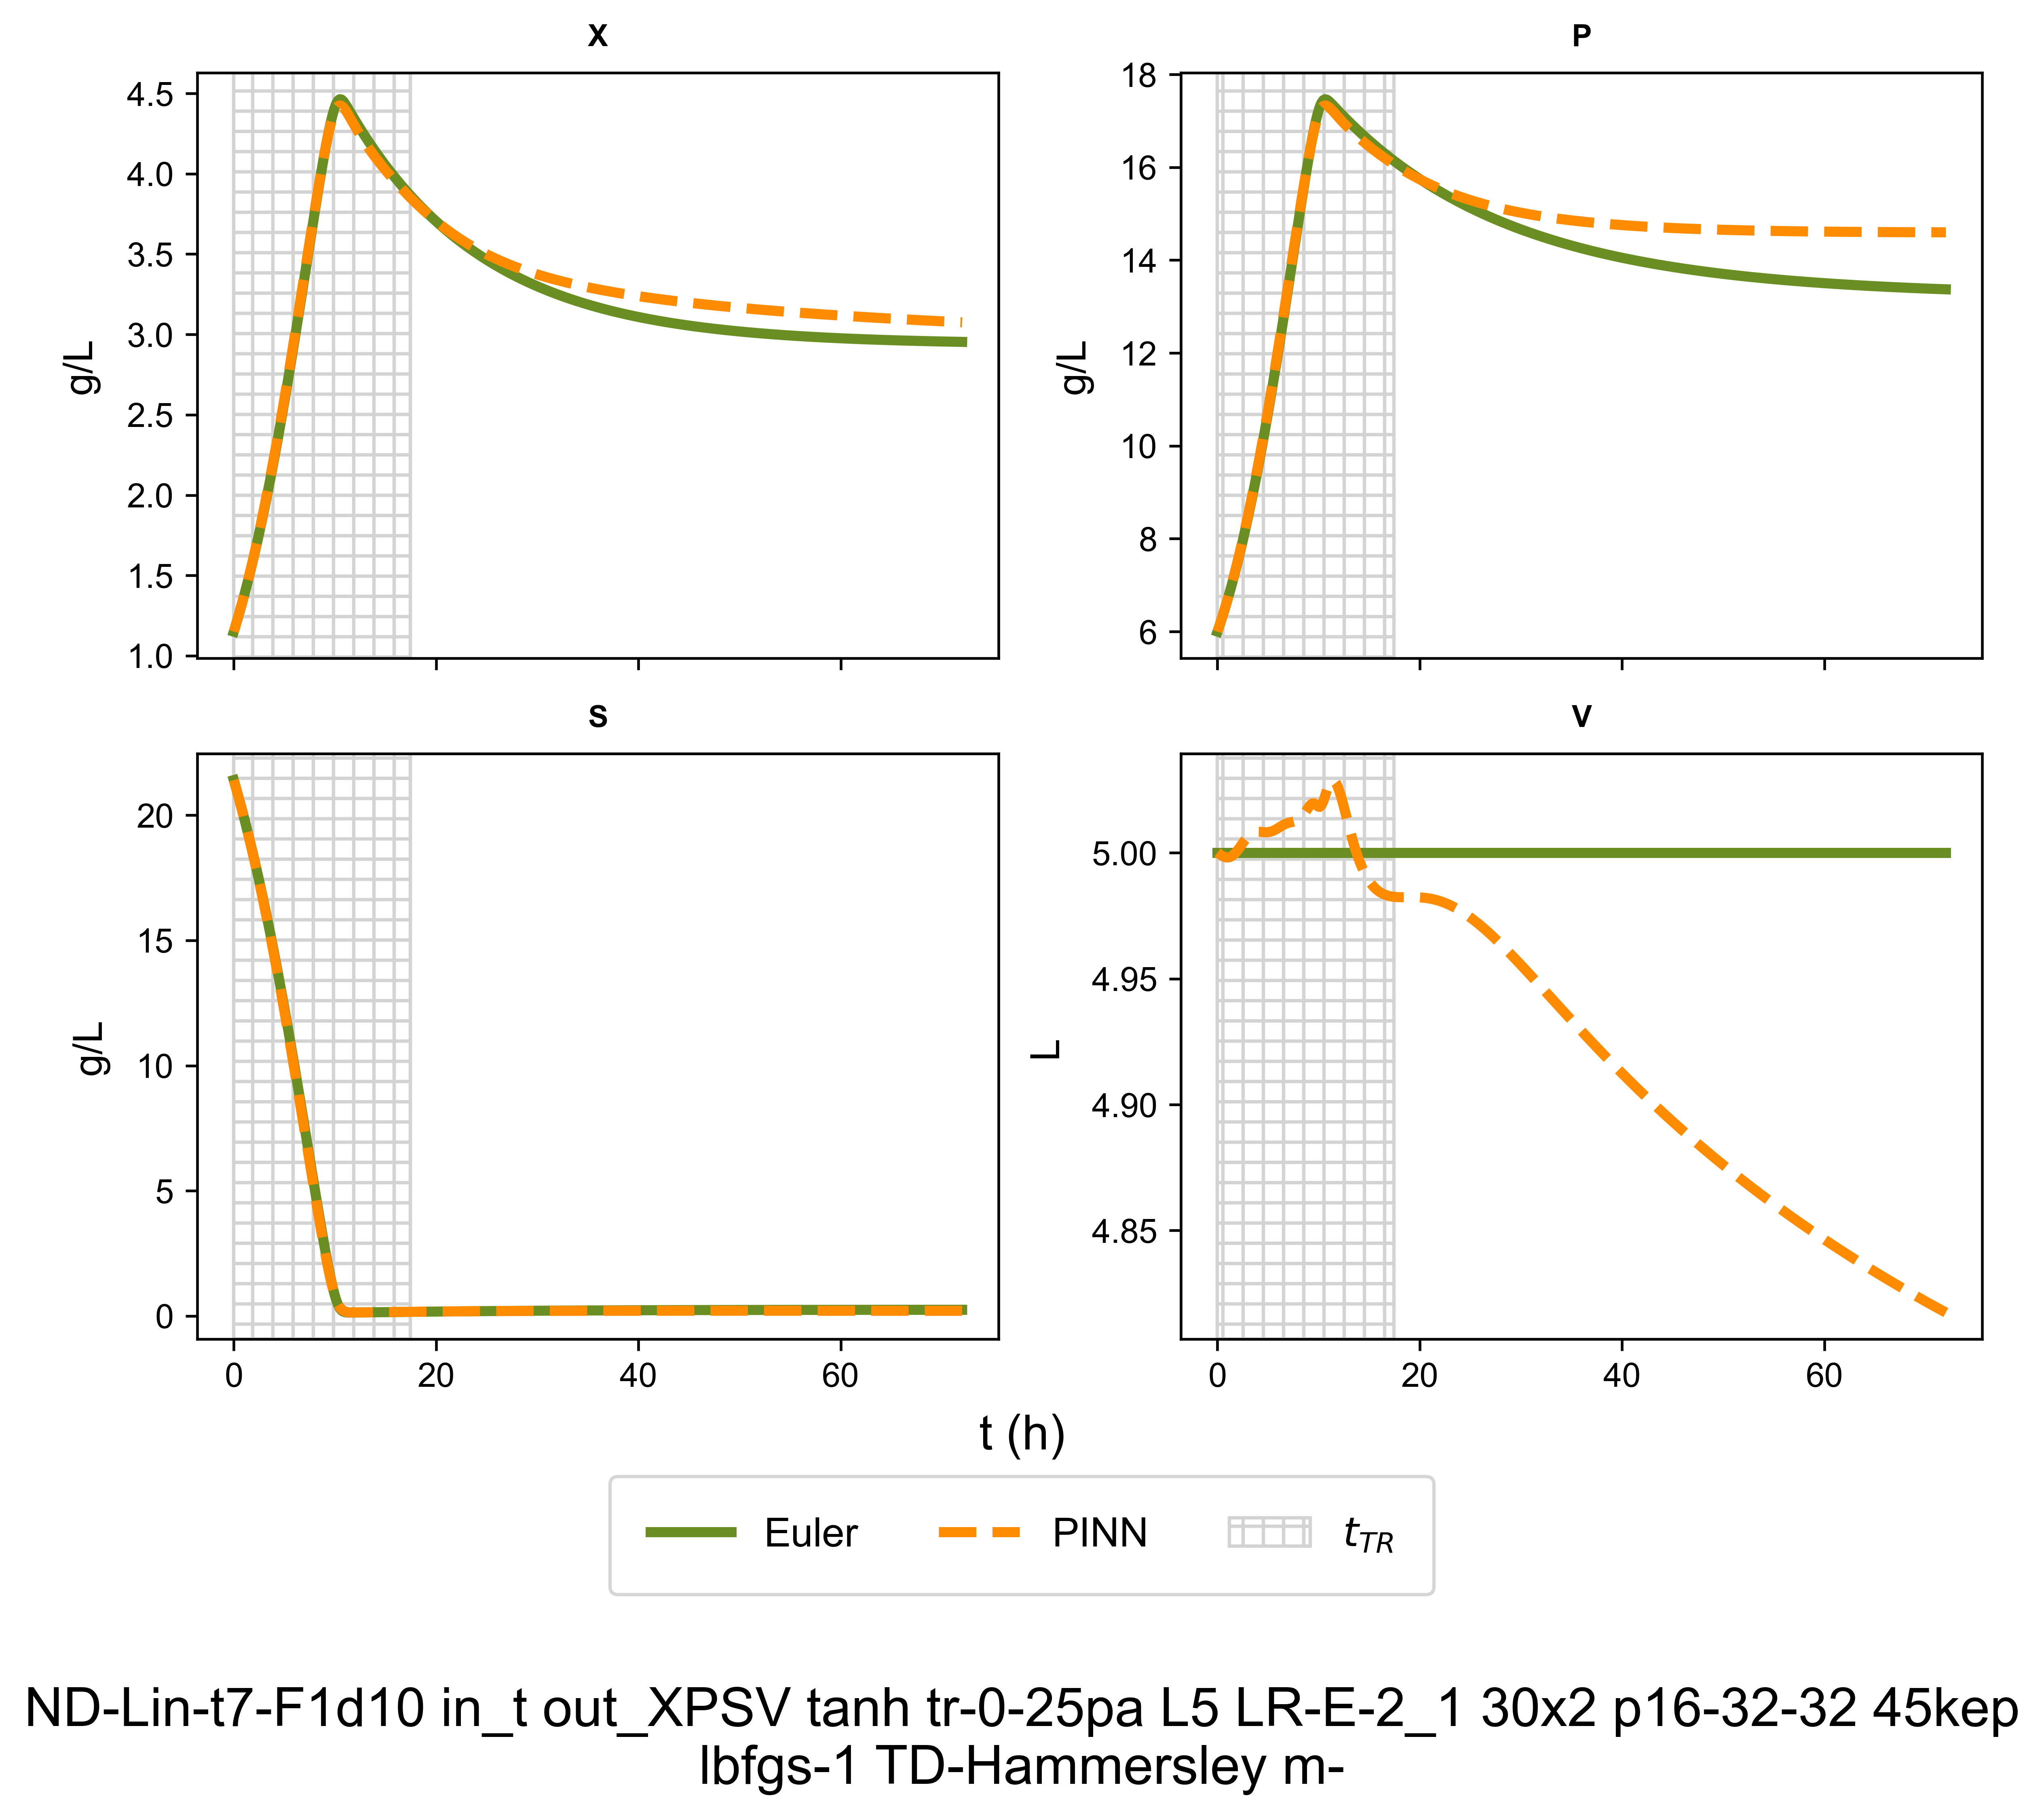 X
P
4.5
4.0
3.5
3.0
2.5
2.0
1.5
1.0
g/L
18
16
14
12
10
8
6
g/L
S
V
20
15
10
5
0
g/L
5.00
4.95
4.90
4.85
L
0 20 40 60
0 20 40 60
t (h)
Euler PINN t_TR
ND-Lin-t7-F1d10 in_t out_XPSV tanh tr-0-25pa L5 LR-E-2_1 30x2 p16-32-32 45kep
lbfgs-1 TD-Hammersley m-